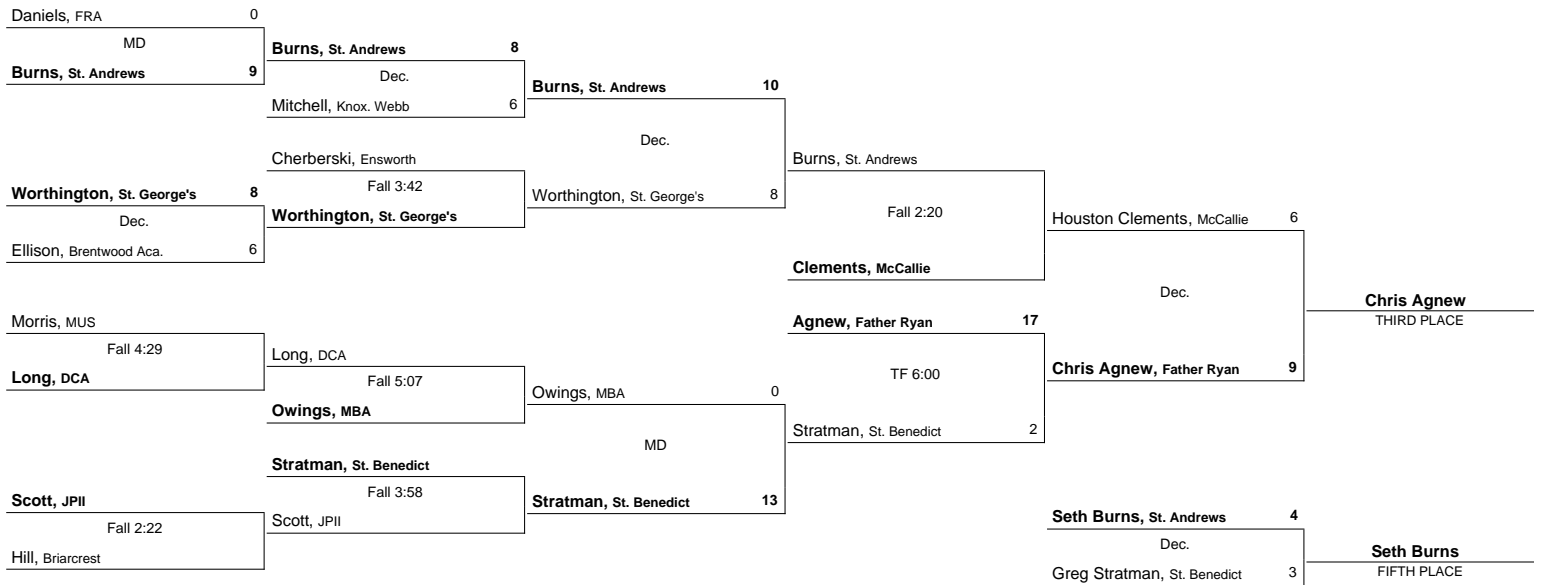 Daniels, FRA 0
MD
Burns, St. Andrews 9
Worthington, St. George's 8
Dec.
Ellison, Brentwood Aca. 6
Morris, MUS
Fall 4:29
Long, DCA
Scott, JPII
Fall 2:22
Hill, Briarcrest
Burns, St. Andrews 8
Dec.
Mitchell, Knox. Webb 6
Cherberski, Ensworth
Fall 3:42
Worthington, St. George's
Long, DCA
Fall 5:07
Owings, MBA
Stratman, St. Benedict
Fall 3:58
Scott, JPII
Burns, St. Andrews 10
Dec.
Worthington, St. George's 8
Owings, MBA 0
MD
Stratman, St. Benedict 13
Burns, St. Andrews
Fall 2:20
Clements, McCallie
Agnew, Father Ryan 17
TF 6:00
Stratman, St. Benedict 2
Houston Clements, McCallie 6
Dec.
Chris Agnew, Father Ryan 9
Chris Agnew
THIRD PLACE
Seth Burns, St. Andrews 4
Dec.
Greg Stratman, St. Benedict 3
Seth Burns
FIFTH PLACE